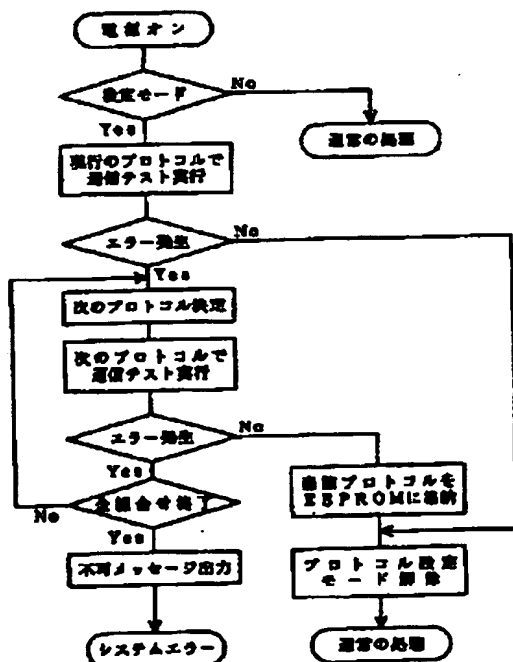 電源オン
設定モード
No
Yes
通常の処理
現行のプロトコルで
通信テスト実行
エラー発生
No
Yes
次のプロトコル決定
次のプロトコルで
通信テスト実行
エラー発生
No
Yes
プロトコルを
EEPROMに格納
全組合せ終了
No
Yes
不可メッセージ出力
プロトコル設定
モード解除
システムエラー
通常の処理